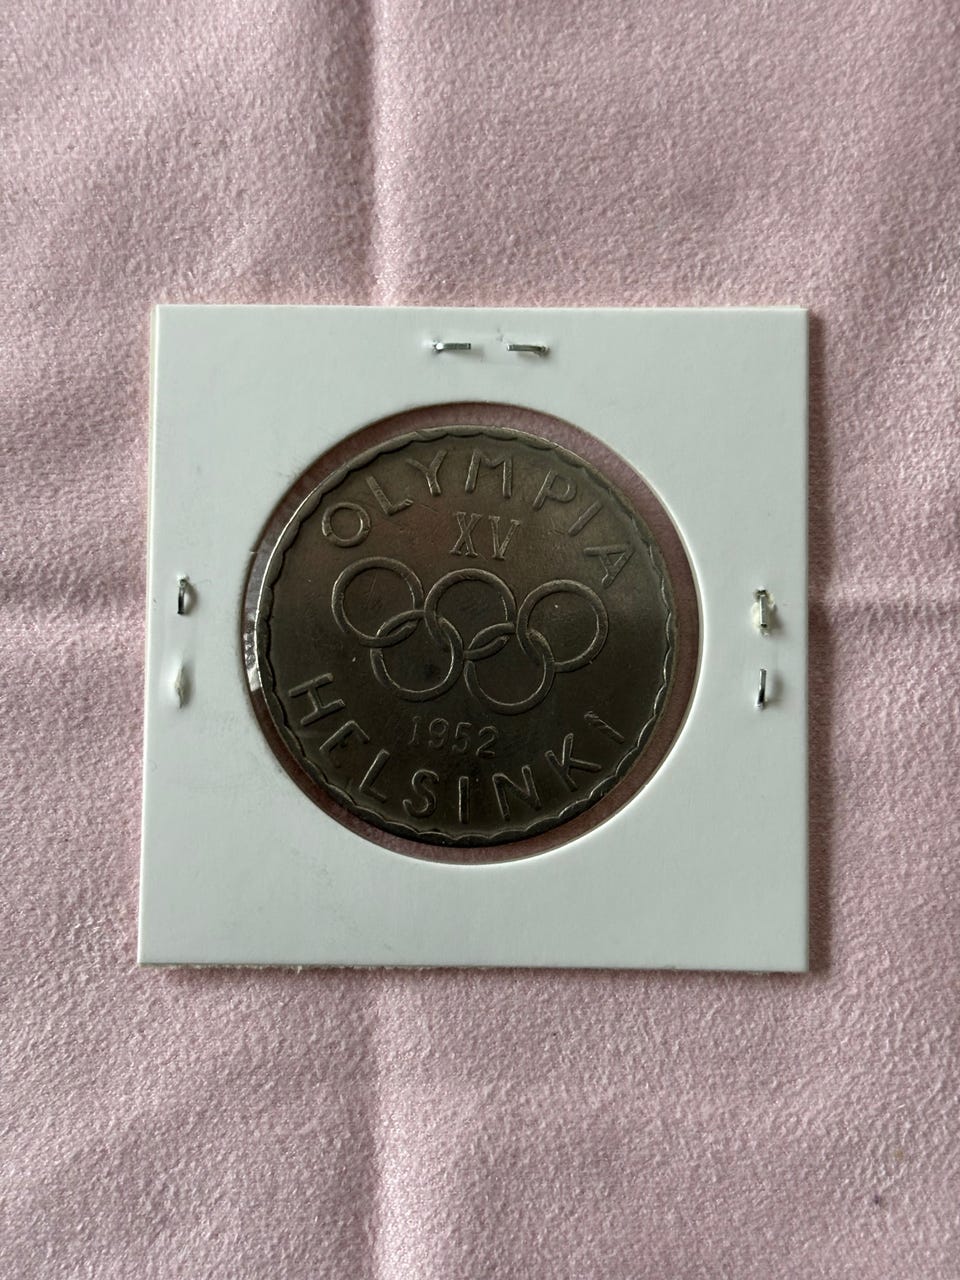 OLYMPIA
XV
1952
HELSINKI